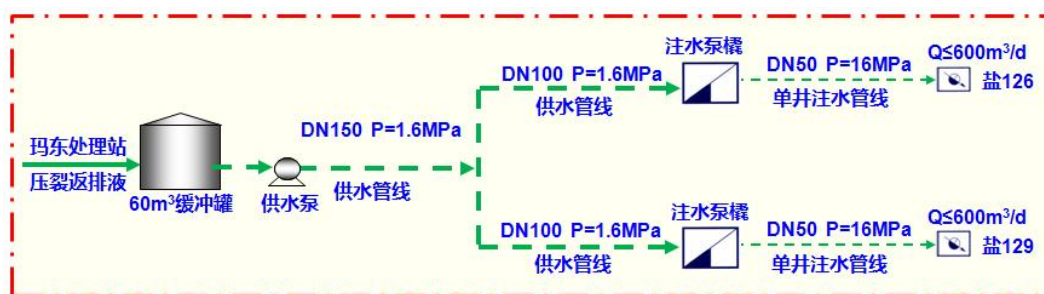 注水泵橇
DN50 P=16MPa
Q≤600m³/d
DN100 P=1.6MPa
盐126
供水管线
单井注水管线
DN150 P=1.6MPa
玛东处理站
压裂返排液
60m³缓冲罐
供水泵
供水管线
注水泵橇
DN50 P=16MPa
Q≤600m³/d
DN100 P=1.6MPa
盐129
供水管线
单井注水管线